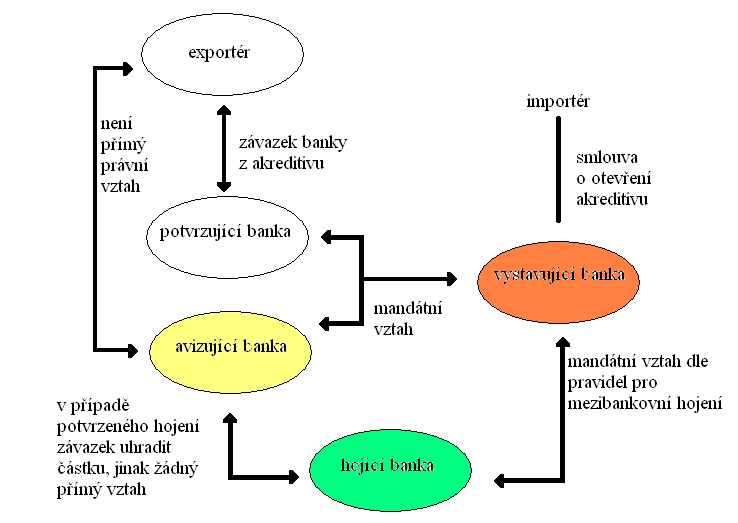 exportér
importér
není
přímý
právní
vztah
závazek banky
z akreditivu
smlouva
o otevření
akreditivu
potvrzující banka
vystavující banka
mandátní
vztah
avizující banka
mandátní vztah dle
pravidel pro
mezibankovní hojení
v případě
potvrzeného hojení
závazek uhradit
částku, jinak žádný
přímý vztah
hojící banka